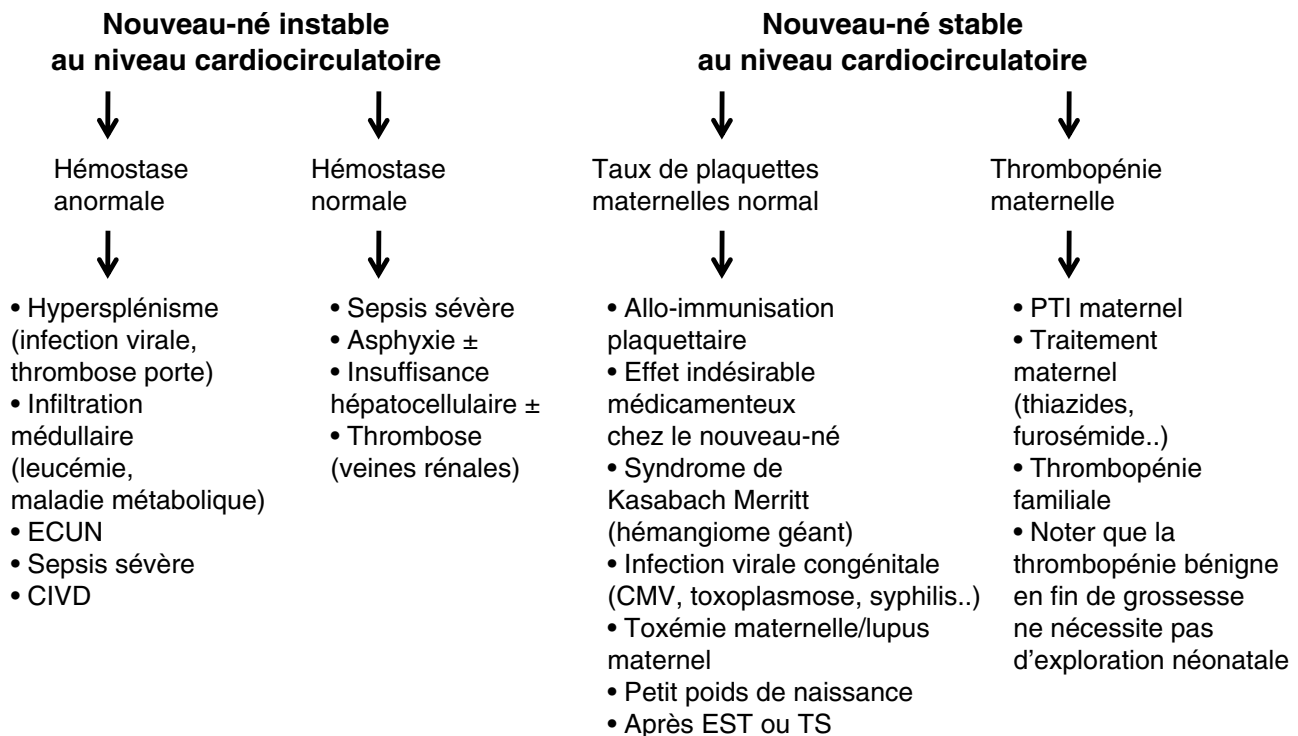 Nouveau-né instable
au niveau cardiocirculatoire
Nouveau-né stable
au niveau cardiocirculatoire
Hémostase
anormale
Hémostase
normale
Taux de plaquettes
maternelles normal
Thrombopénie
maternelle
• Hypersplénisme
(infection virale,
thrombose porte)
• Infiltration
médullaire
(leucémie,
maladie métabolique)
• ECUN
• Sepsis sévère
• CIVD
• Sepsis sévère
• Asphyxie ±
• Insuffisance
hépatocellulaire ±
• Thrombose
(veines rénales)
• Allo-immunisation
plaquettaire
• Effet indésirable
médicamenteux
chez le nouveau-né
• Syndrome de
Kasabach Merritt
(hémangiome géant)
• Infection virale congénitale
(CMV, toxoplasmose, syphilis..)
• Toxémie maternelle/lupus
maternel
• Petit poids de naissance
• Après EST ou TS
• PTI maternel
• Traitement
maternel
(thiazides,
furosémide..)
• Thrombopénie
familiale
• Noter que la
thrombopénie bénigne
en fin de grossesse
ne nécessite pas
d'exploration néonatale